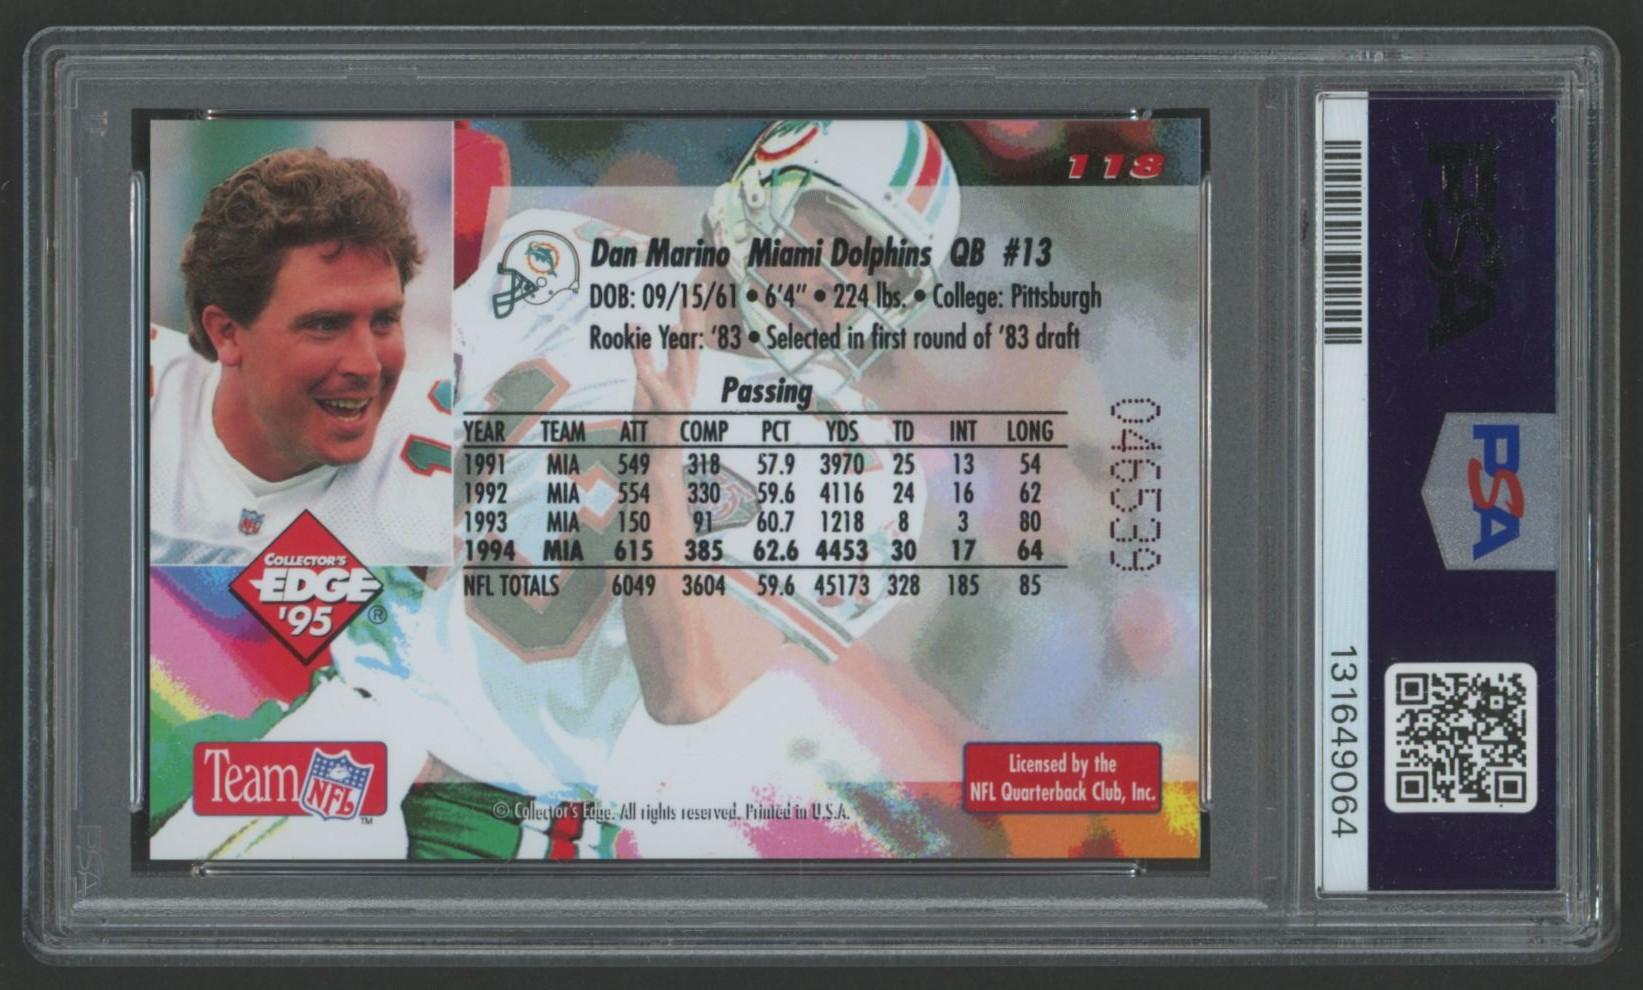 118
Dan Marino Miami Dolphins QB #13
DOB: 09/15/61 • 6'4" • 224 lbs. • College: Pittsburgh
Rookie Year: '83 • Selected in first round of '83 draft
Passing
YEAR TEAM ATT COMP PCT YDS TD INT LONG
1991 MIA 549 318 57.9 3970 25 13 54
1992 MIA 554 330 59.6 4116 24 16 62
1993 MIA 150 91 60.7 1218 8 3 80
1994 MIA 615 385 62.6 4453 30 17 64
NFL TOTALS 6049 3604 59.6 45173 328 185 85
046539
COLLECTOR'S
EDGE
'95
®
Team NFL
TM
© Collector's Edge. All rights reserved. Printed in U.S.A.
Licensed by the
NFL Quarterback Club, Inc.
PSA
PSA
131649064
PSA